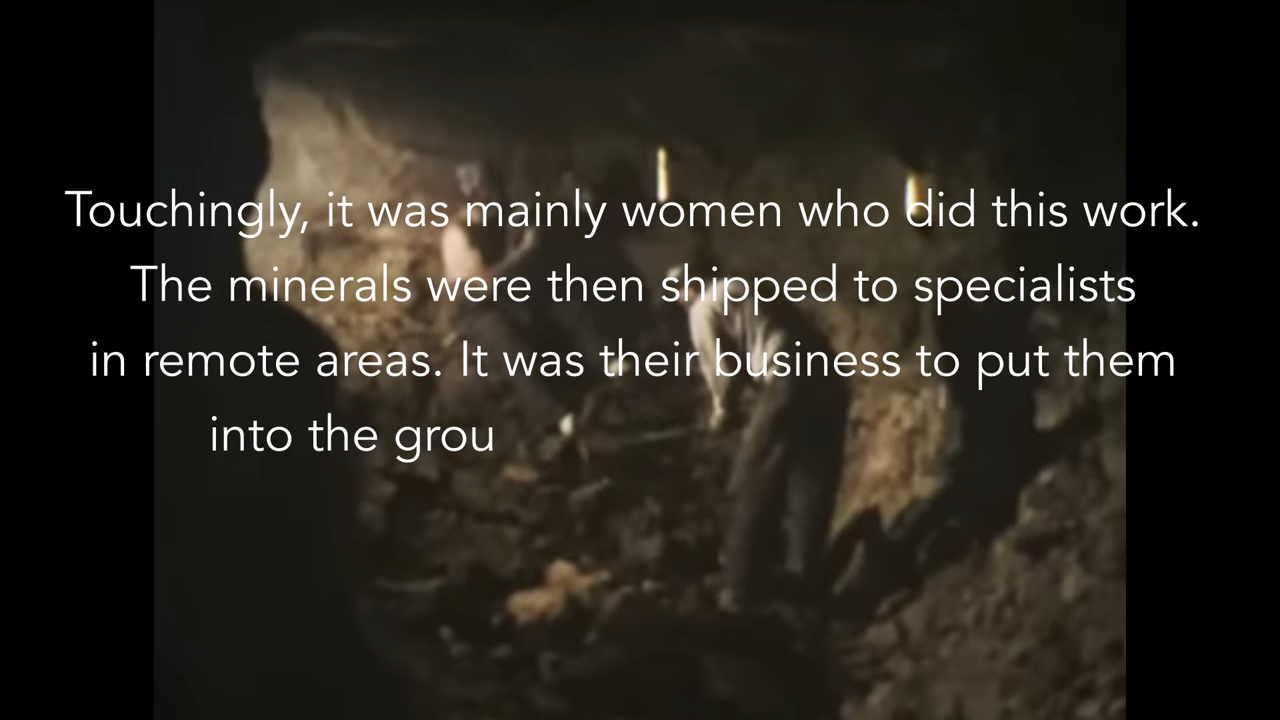 Touchingly, it was mainly women who did this work.
The minerals were then shipped to specialists
in remote areas. It was their business to put them
into the grou